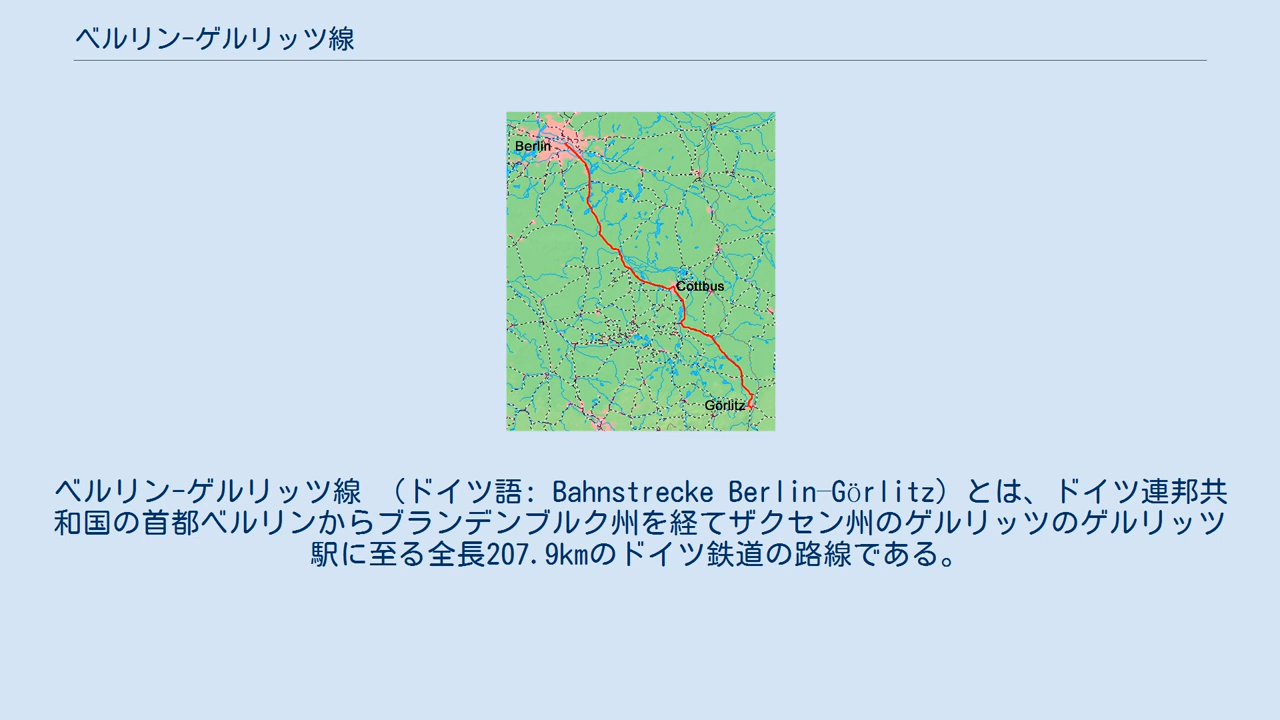 ベルリン-ゲルリッツ線
Berlin
Cottbus
Görlitz
ベルリン-ゲルリッツ線 （ドイツ語: Bahnstrecke Berlin–Görlitz）とは、ドイツ連邦共
和国の首都ベルリンからブランデンブルク州を経てザクセン州のゲルリッツのゲルリッツ
駅に至る全長207.9kmのドイツ鉄道の路線である。